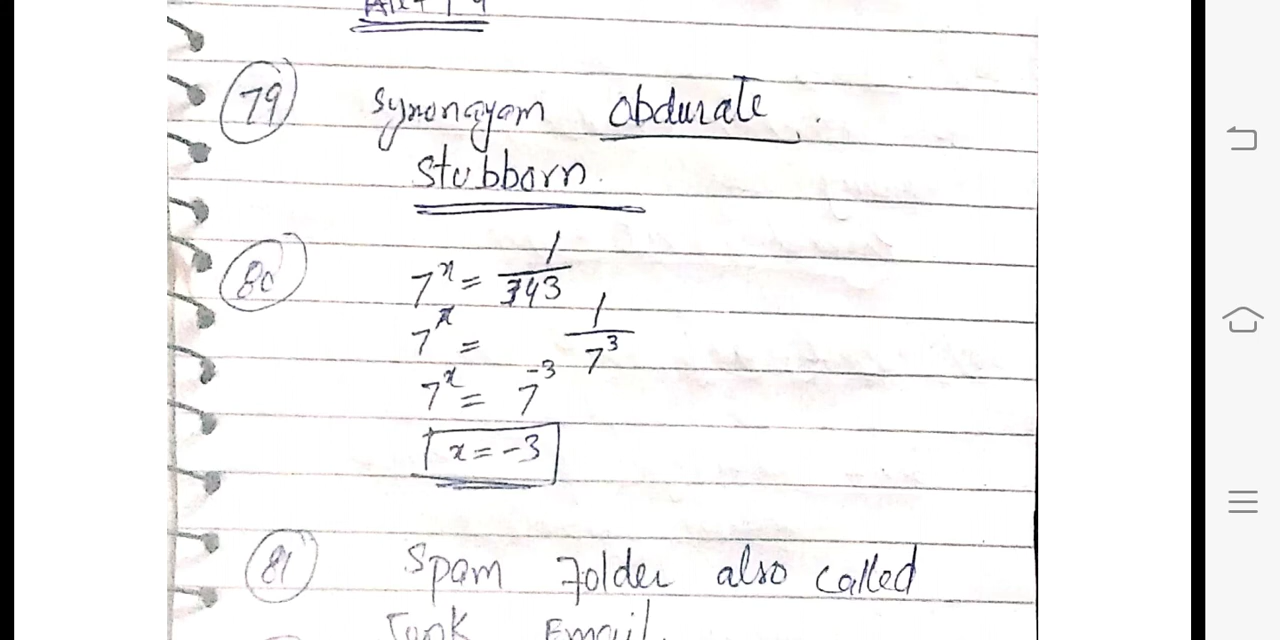 79 Synonayam obdurate.
stubborn.
80 7^x = 1/343
7^x = 1/7^3
7^x = 7^-3
x = -3
81 Spam Folder also called
Junk Email.